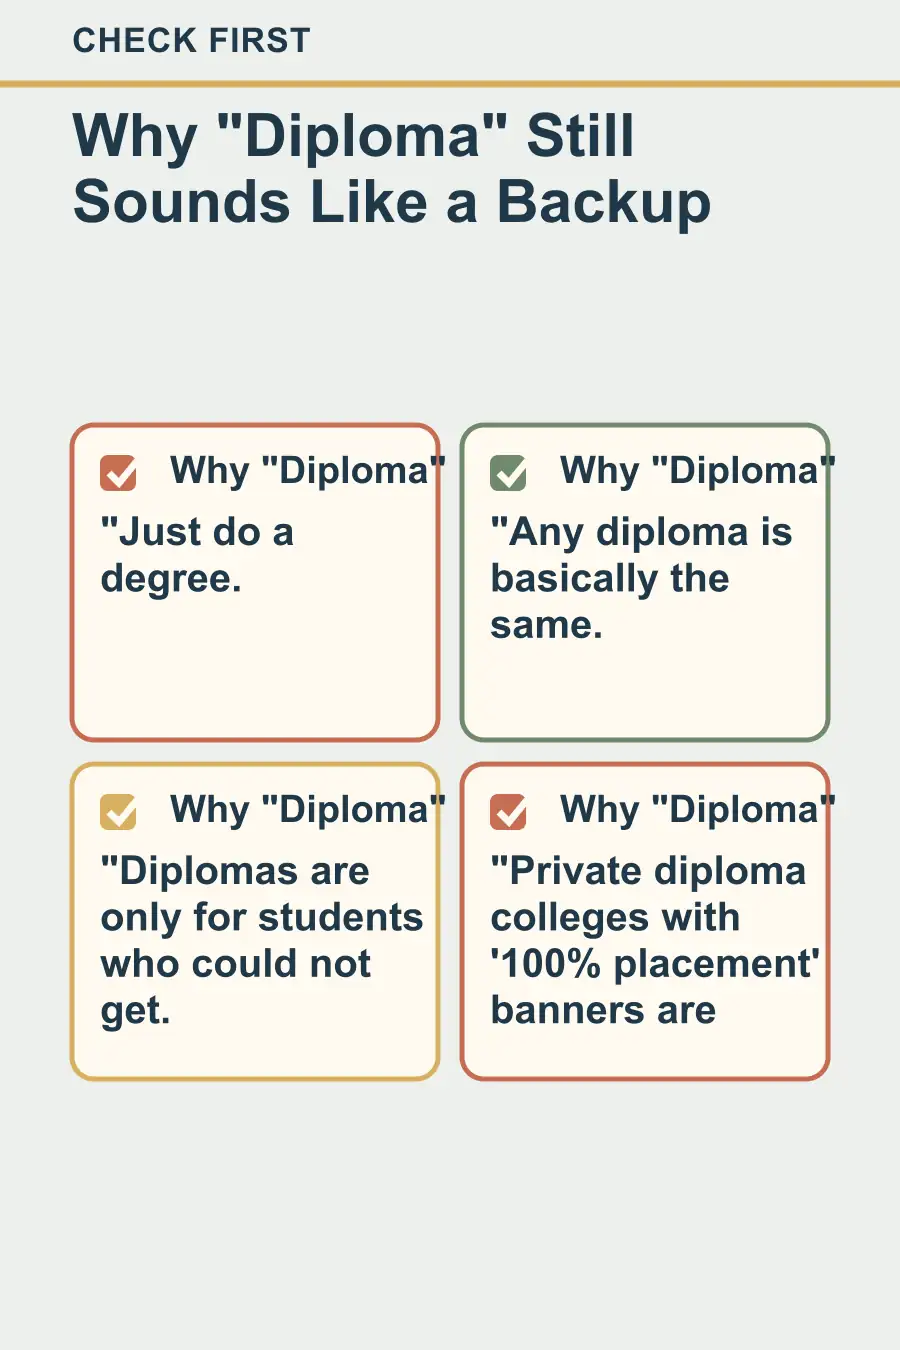 CHECK FIRST
Why "Diploma" Still
Sounds Like a Backup
Why "Diploma"
"Just do a
degree.
Why "Diploma"
"Any diploma is
basically the
same.
Why "Diploma"
"Diplomas are
only for students
who could not
get.
Why "Diploma"
"Private diploma
colleges with
'100% placement'
banners are